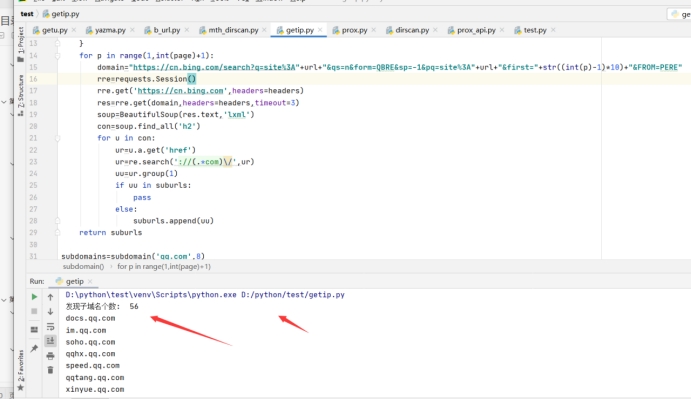 test
getip.py
getu.py
yazma.py
b_url.py
mth_dirscan.py
getip.py
prox.py
dirscan.py
prox_api.py
test.py
目录
1: Project
Z: Structure
2: Favorites
13 }
14 for p in range(1,int(page)+1):
15 domain="https://cn.bing.com/search?q=site%3A"+url+"&qs=n&form=QBRE&sp=-1&pq=site%3A"+url+"&first="+str((int(p)-1)*10)+"&FROM=PERE"
16 rre=requests.Session()
17 rre.get('https://cn.bing.com',headers=headers)
18 res=rre.get(domain,headers=headers,timeout=3)
19 soup=BeautifulSoup(res.text,'lxml')
20 con=soup.find_all('h2')
21 for u in con:
22 ur=u.a.get('href')
23 ur=re.search('://(.*com)\/',ur)
24 uu=ur.group(1)
25 if uu in suburls:
26 pass
27 else:
28 suburls.append(uu)
29 return suburls
30
31 subdomains=subdomain('qq.com',8)
subdomain()
for p in range(1,int(page)+1)
Run: getip
D:\python\test\venv\Scripts\python.exe D:/python/test/getip.py
发现子域名个数: 56
docs.qq.com
im.qq.com
soho.qq.com
qqhx.qq.com
speed.qq.com
qqtang.qq.com
xinyue.qq.com